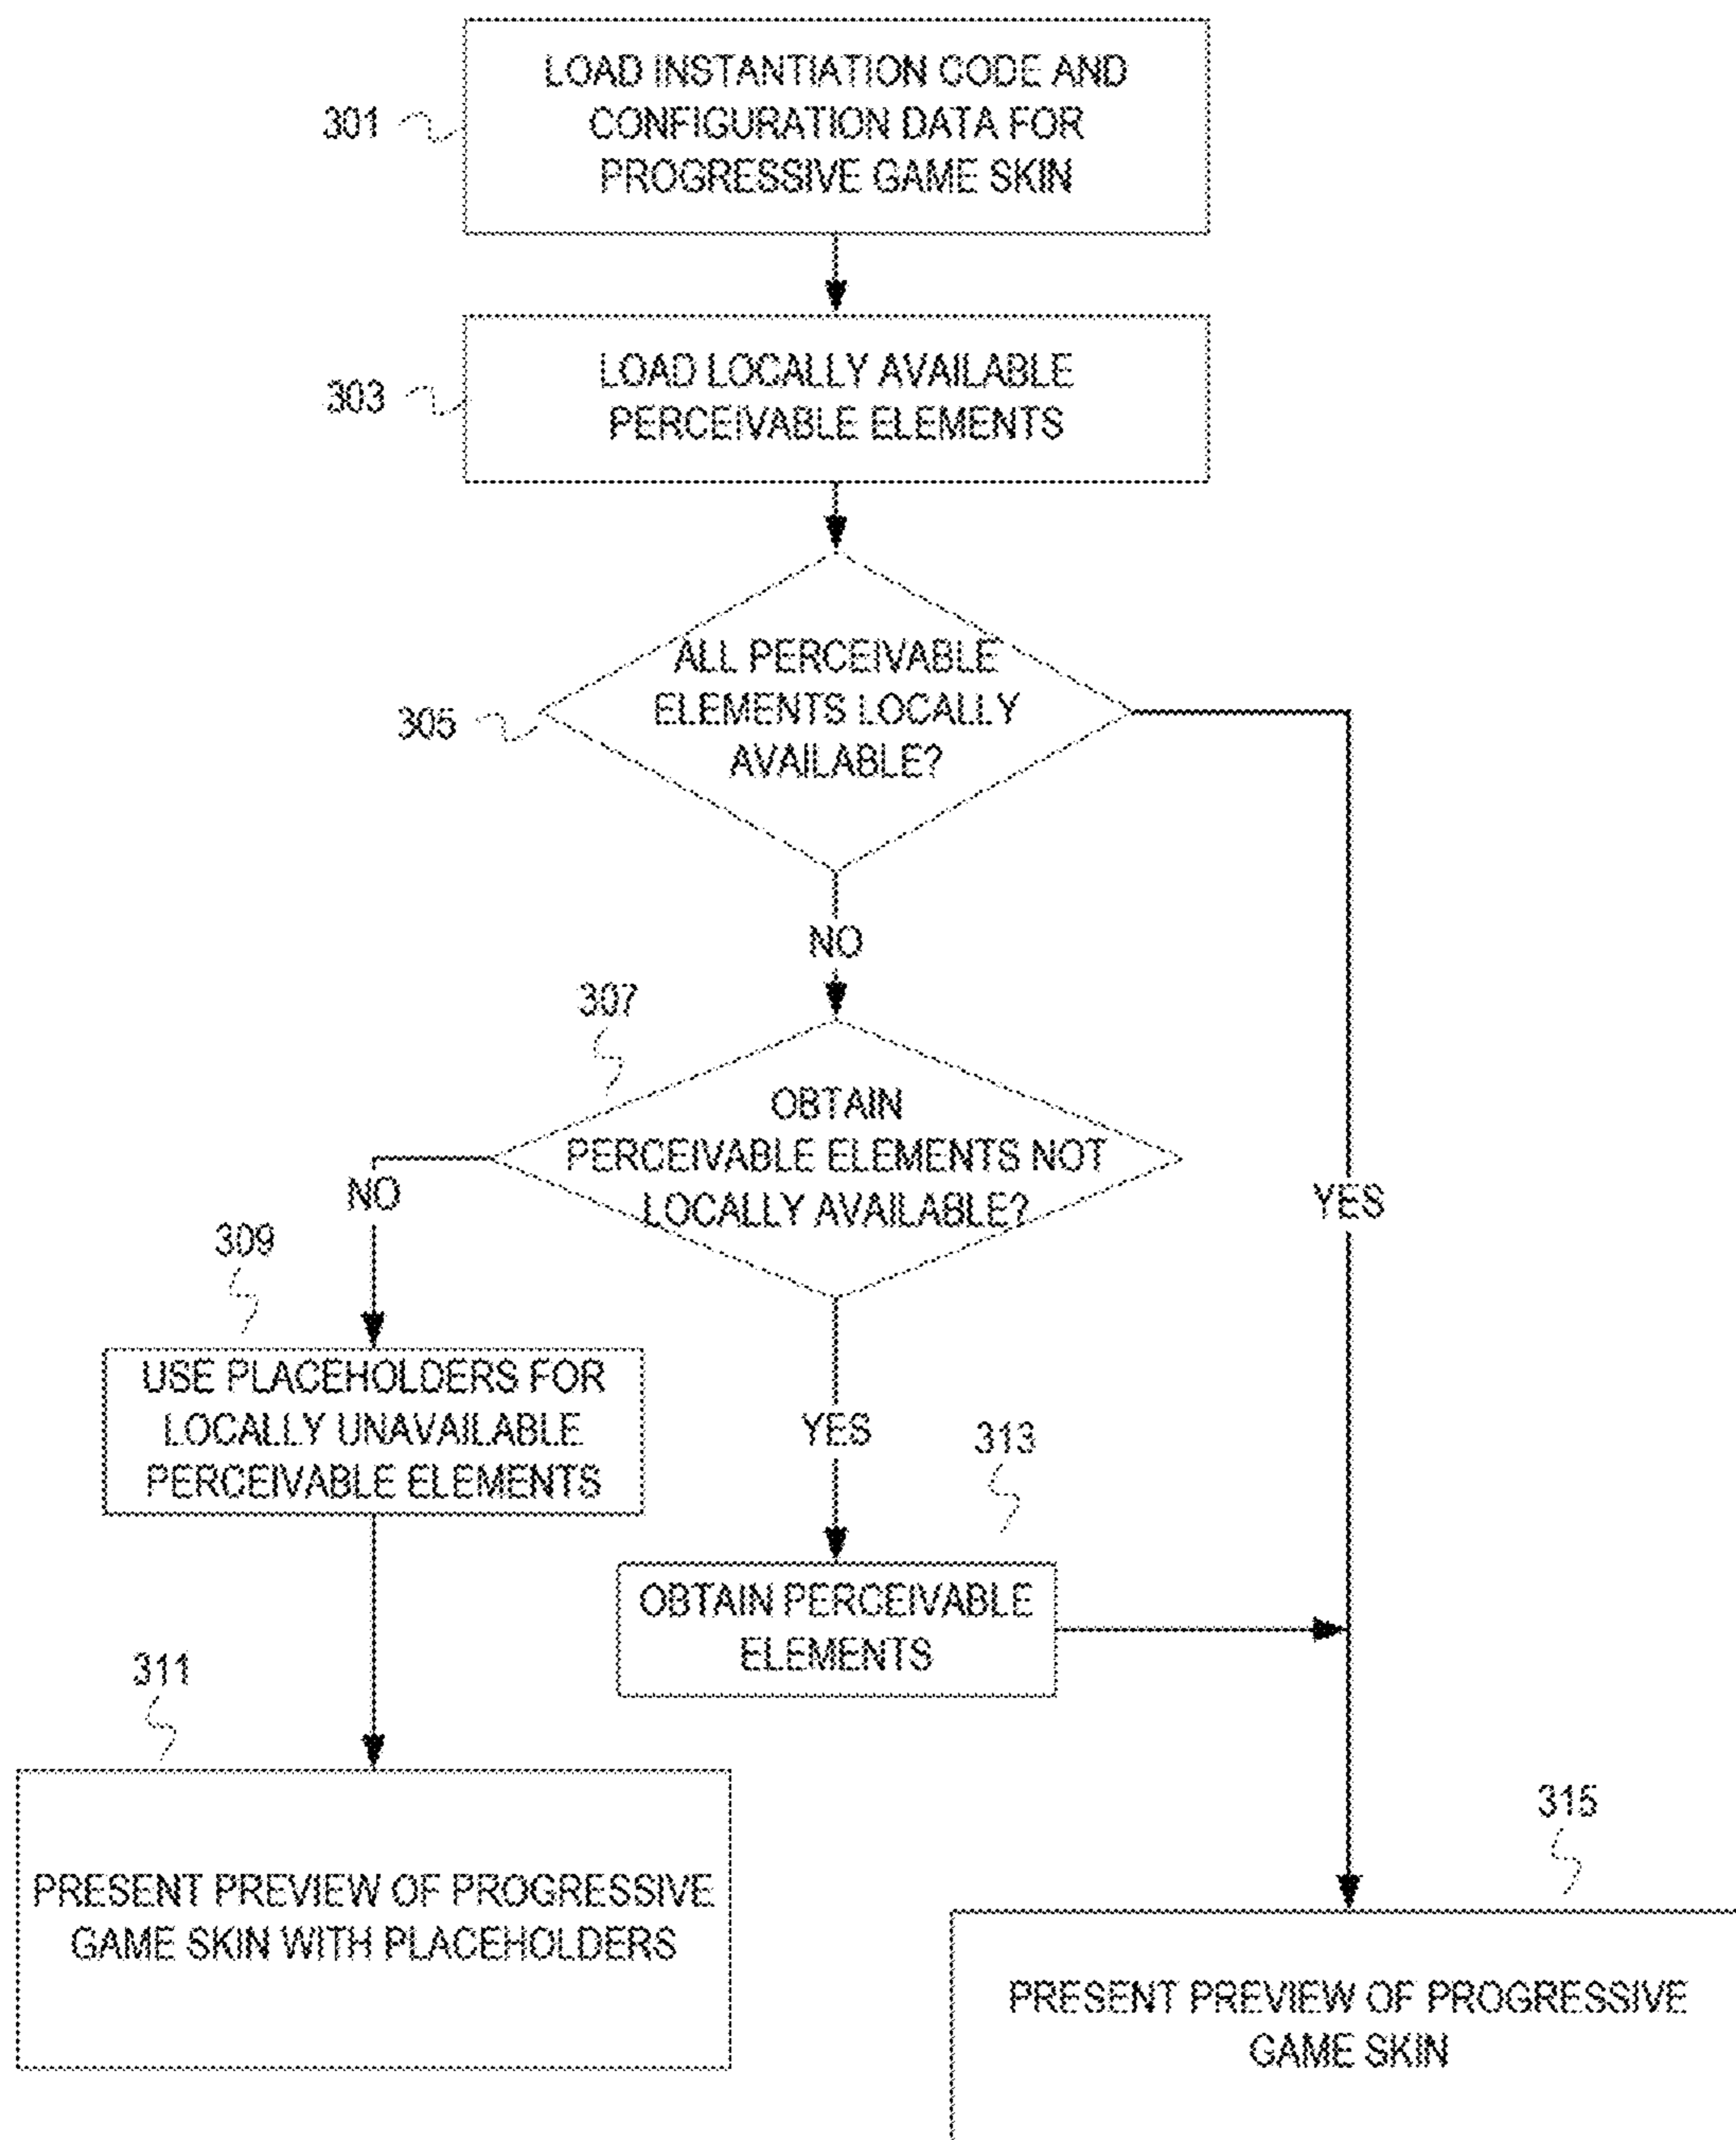 LOAD INSTANTIATION CODE AND
CONFIGURATION DATA FOR
PROGRESSIVE GAME SKIN
301
LOAD LOCALLY AVAILABLE
PERCEIVABLE ELEMENTS
303
ALL PERCEIVABLE
ELEMENTS LOCALLY
AVAILABLE?
305
NO
307
OBTAIN
PERCEIVABLE ELEMENTS NOT
LOCALLY AVAILABLE?
NO
YES
309
USE PLACEHOLDERS FOR
LOCALLY UNAVAILABLE
PERCEIVABLE ELEMENTS
YES
313
OBTAIN PERCEIVABLE
ELEMENTS
311
PRESENT PREVIEW OF PROGRESSIVE
GAME SKIN WITH PLACEHOLDERS
315
PRESENT PREVIEW OF PROGRESSIVE
GAME SKIN